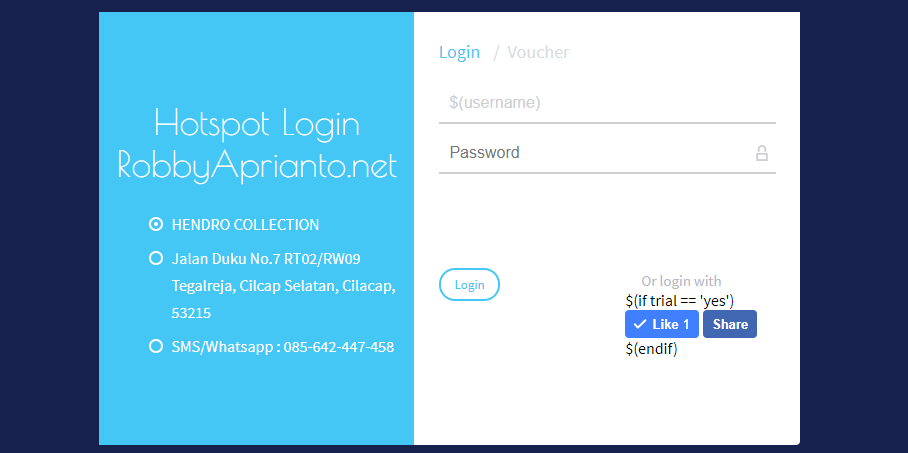 Hotspot Login
RobbyAprianto.net
HENDRO COLLECTION
Jalan Duku No.7 RT02/RW09
Tegalreja, Cilcap Selatan, Cilacap,
53215
SMS/Whatsapp : 085-642-447-458
Login / Voucher
$(username)
Password
Login
Or login with
$(if trial == 'yes')
Like 1 Share
$(endif)